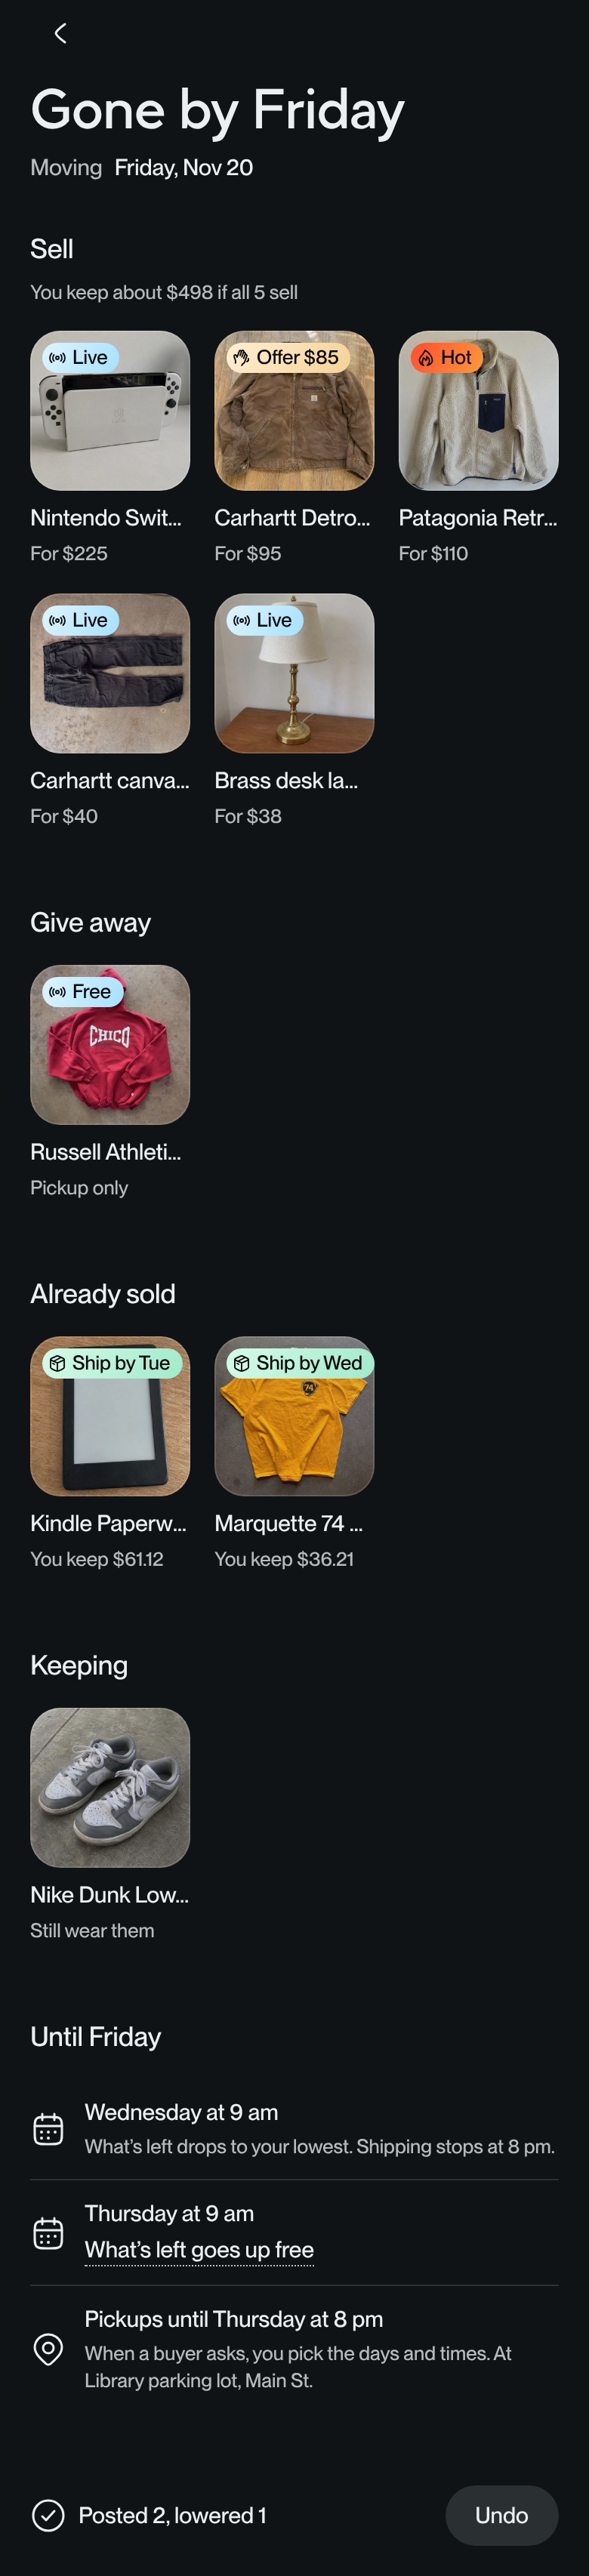 Gone by Friday
Moving Friday, Nov 20
Sell
You keep about $498 if all 5 sell
Live
Offer $85
Hot
Nintendo Swit...
Carhartt Detro...
Patagonia Retr...
For $225
For $95
For $110
Live
Live
Carhartt canva...
Brass desk la...
For $40
For $38
Give away
Free
CHICO
Russell Athleti...
Pickup only
Already sold
Ship by Tue
Ship by Wed
74
Kindle Paperw...
Marquette 74 ...
You keep $61.12
You keep $36.21
Keeping
Nike Dunk Low...
Still wear them
Until Friday
Wednesday at 9 am
What’s left drops to your lowest. Shipping stops at 8 pm.
Thursday at 9 am
What’s left goes up free
Pickups until Thursday at 8 pm
When a buyer asks, you pick the days and times. At
Library parking lot, Main St.
Posted 2, lowered 1
Undo